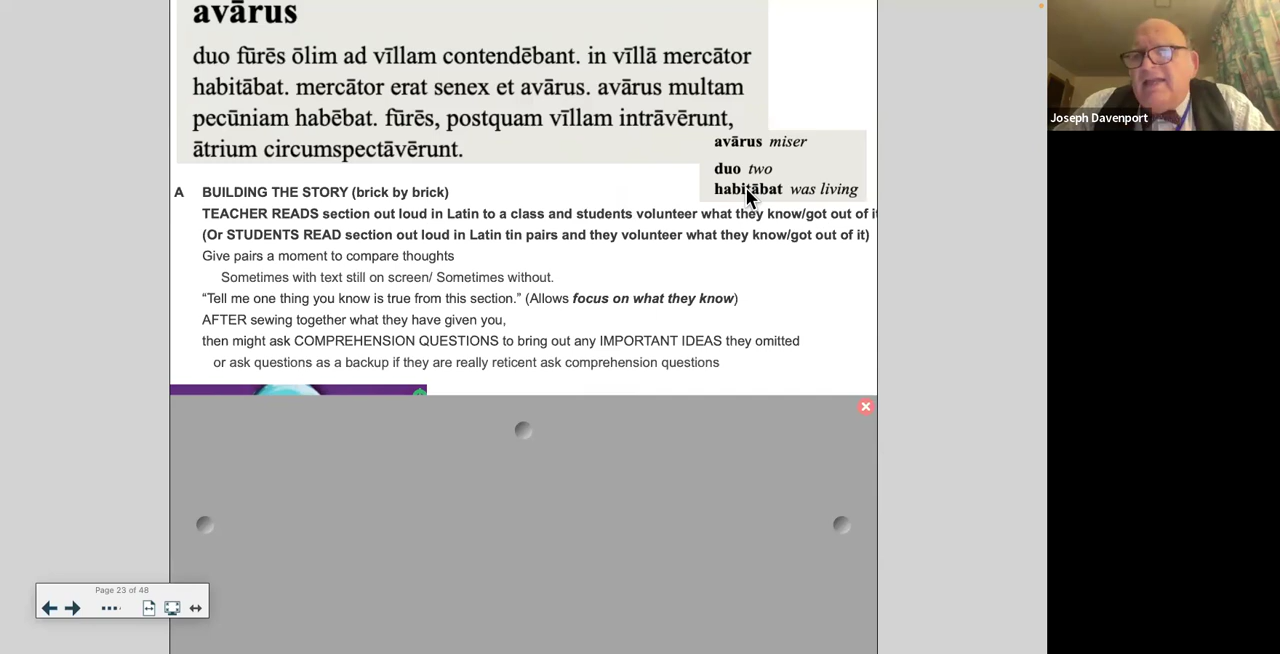 avārus
duo fūrēs ōlim ad vīllam contendēbant. in vīllā mercātor
habitābat. mercātor erat senex et avārus. avārus multam
pecūniam habēbat. fūrēs, postquam vīllam intrāvērunt,
ātrium circumspectāvērunt.
avārus miser
duo two
habitābat was living
A BUILDING THE STORY (brick by brick)
TEACHER READS section out loud in Latin to a class and students volunteer what they know/got out of it
(Or STUDENTS READ section out loud in Latin tin pairs and they volunteer what they know/got out of it)
Give pairs a moment to compare thoughts
Sometimes with text still on screen/ Sometimes without.
“Tell me one thing you know is true from this section.” (Allows focus on what they know)
AFTER sewing together what they have given you,
then might ask COMPREHENSION QUESTIONS to bring out any IMPORTANT IDEAS they omitted
or ask questions as a backup if they are really reticent ask comprehension questions
Page 23 of 48
Joseph Davenport